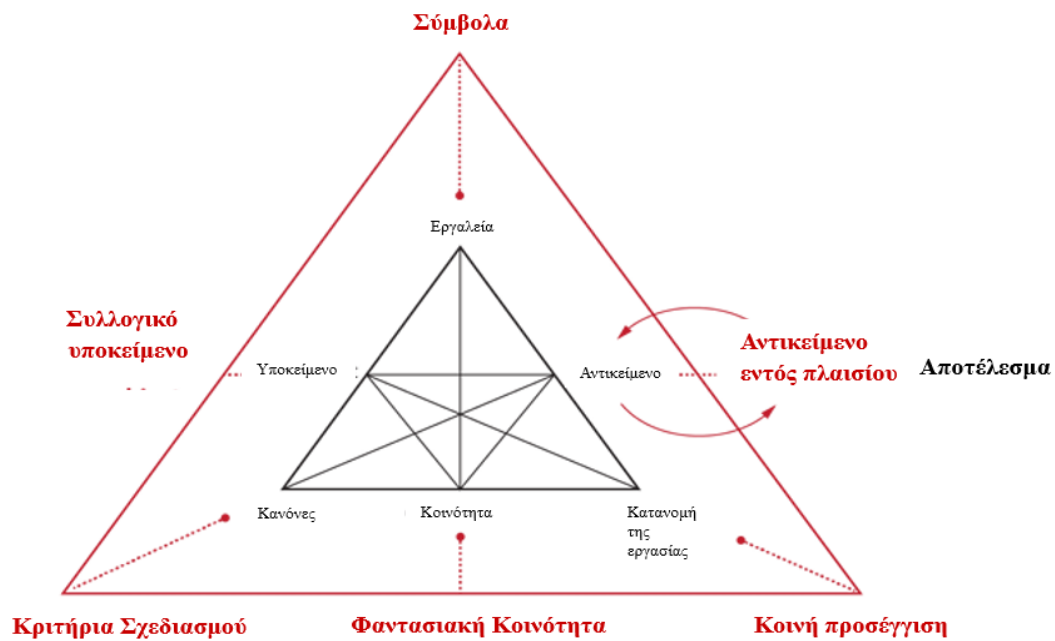 Σύμβολα
Εργαλεία
Συλλογικό
υποκείμενο
Υποκείμενο
Αντικείμενο
Αντικείμενο
εντός πλαισίου
Αποτέλεσμα
Κανόνες
Κοινότητα
Κατανομή
της
εργασίας
Κριτήρια Σχεδιασμού
Φαντασιακή Κοινότητα
Κοινή προσέγγιση